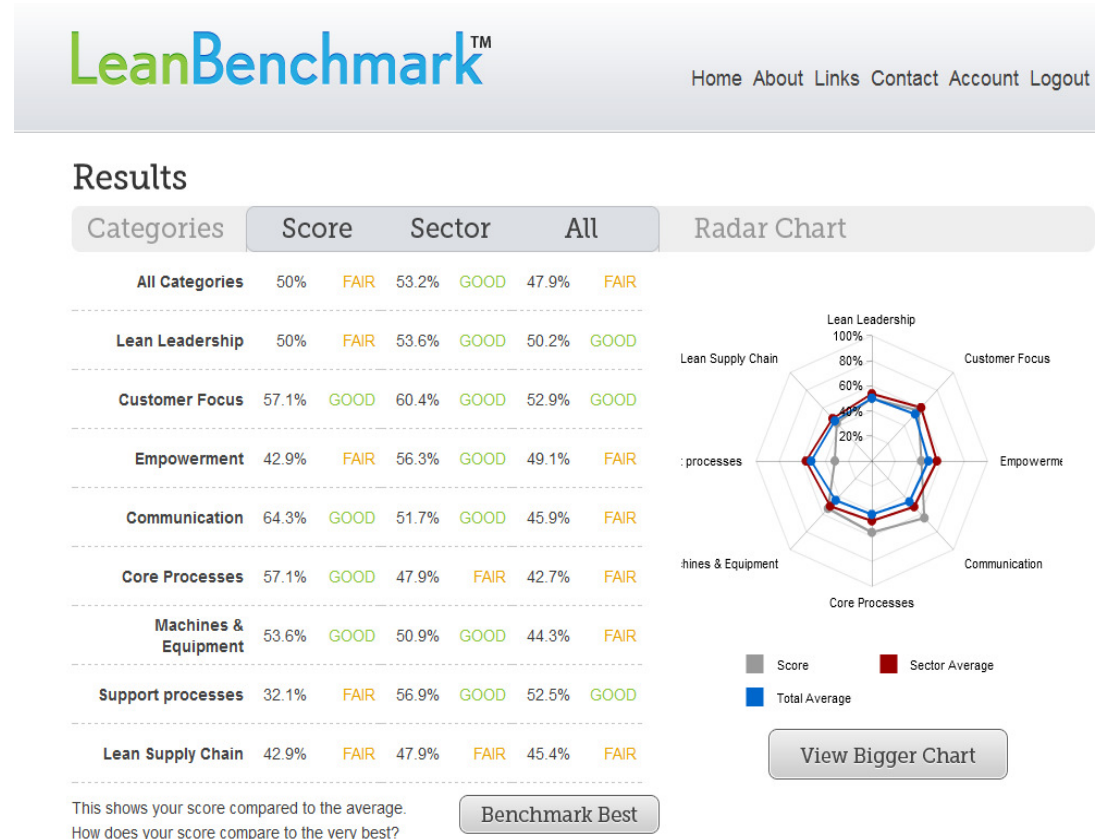 LeanBenchmark™
Home About Links Contact Account Logout
Results
Categories Score Sector All Radar Chart
All Categories 50% FAIR 53.2% GOOD 47.9% FAIR
Lean Leadership 50% FAIR 53.6% GOOD 50.2% GOOD
Customer Focus 57.1% GOOD 60.4% GOOD 52.9% GOOD
Empowerment 42.9% FAIR 56.3% GOOD 49.1% FAIR
Communication 64.3% GOOD 51.7% GOOD 45.9% FAIR
Core Processes 57.1% GOOD 47.9% FAIR 42.7% FAIR
Machines &
Equipment 53.6% GOOD 50.9% GOOD 44.3% FAIR
Support processes 32.1% FAIR 56.9% GOOD 52.5% GOOD
Lean Supply Chain 42.9% FAIR 47.9% FAIR 45.4% FAIR
This shows your score compared to the average.
How does your score compare to the very best?
Benchmark Best
Lean Leadership
100%
80%
60%
40%
20%
Customer Focus
Empowerme
Communication
Core Processes
hines & Equipment
processes
Lean Supply Chain
Score
Sector Average
Total Average
View Bigger Chart